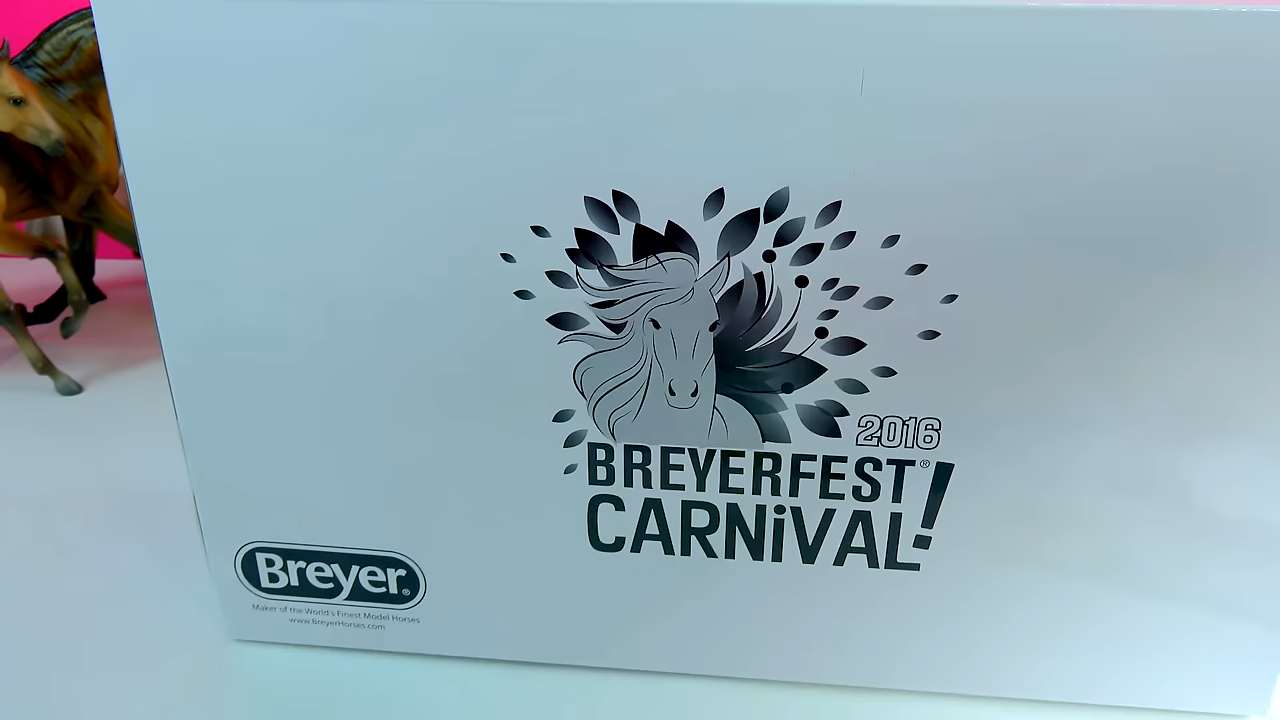 2016
BREYERFEST®
CARNiVAL!
Breyer®
Maker of the World's Finest Model Horses
www.BreyerHorses.com